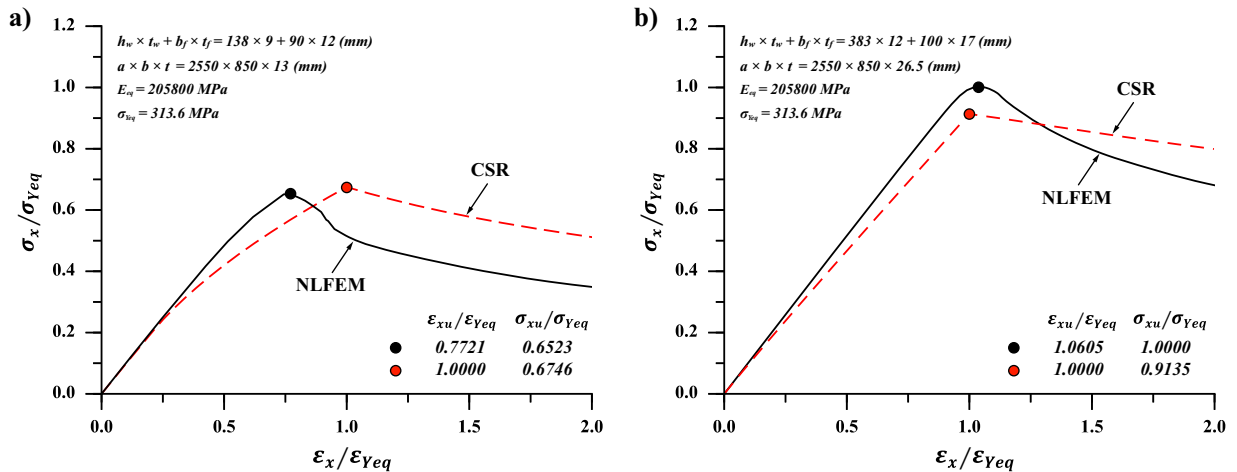 a)
h_w × t_w + b_f × t_f = 138 × 9 + 90 × 12 (mm)
a × b × t = 2550 × 850 × 13 (mm)
E_eq = 205800 MPa
σ_Yeq = 313.6 MPa
CSR
NLFEM
ε_xu/ε_Yeq σ_xu/σ_Yeq
0.7721 0.6523
1.0000 0.6746
1.2
1.0
0.8
0.6
0.4
0.2
0.0
σ_x/σ_Yeq
0.0 0.5 1.0 1.5 2.0
ε_x/ε_Yeq
b)
h_w × t_w + b_f × t_f = 383 × 12 + 100 × 17 (mm)
a × b × t = 2550 × 850 × 26.5 (mm)
E_eq = 205800 MPa
σ_Yeq = 313.6 MPa
CSR
NLFEM
ε_xu/ε_Yeq σ_xu/σ_Yeq
1.0605 1.0000
1.0000 0.9135
1.2
1.0
0.8
0.6
0.4
0.2
0.0
σ_x/σ_Yeq
0.0 0.5 1.0 1.5 2.0
ε_x/ε_Yeq